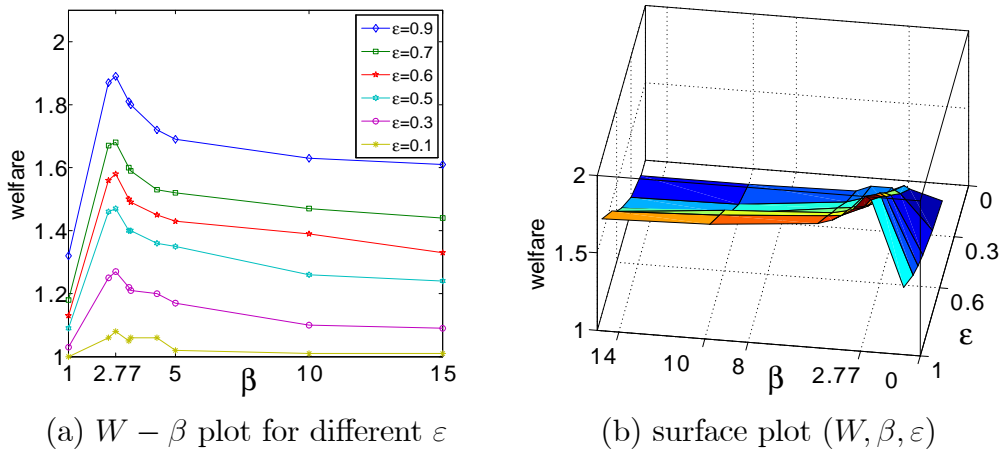 2
1.8
1.6
1.4
1.2
1
welfare
1 2.77 5 10 15
β
ε=0.9
ε=0.7
ε=0.6
ε=0.5
ε=0.3
ε=0.1
(a) W − β plot for different ε
2
1.5
1
welfare
14 10 8 2.77 0
β
0
0.3
0.6
1
ε
(b) surface plot (W, β, ε)